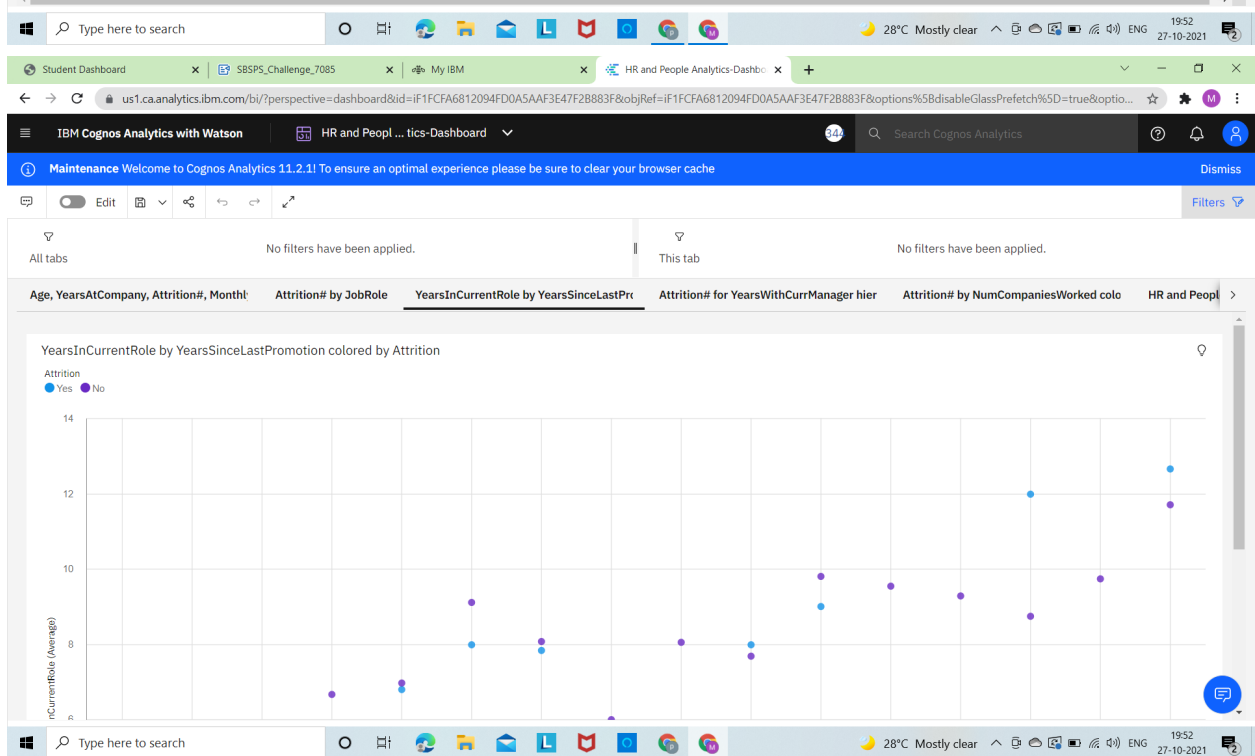 Type here to search
28°C Mostly clear
ENG
19:52
27-10-2021
2
Student Dashboard
SBSPS_Challenge_7085
My IBM
HR and People Analytics-Dashbo
us1.ca.analytics.ibm.com/bi/?perspective=dashboard&id=iF1FCFA6812094FD0A5AAF3E47F2B883F&objRef=iF1FCFA6812094FD0A5AAF3E47F2B883F&options%5BdisableGlassPrefetch%5D=true&optio...
M
IBM Cognos Analytics with Watson
HR and Peopl ... tics-Dashboard
344
Search Cognos Analytics
Maintenance Welcome to Cognos Analytics 11.2.1! To ensure an optimal experience please be sure to clear your browser cache
Dismiss
Edit
Filters
All tabs
No filters have been applied.
This tab
No filters have been applied.
Age, YearsAtCompany, Attrition#, Monthl
Attrition# by JobRole
YearsInCurrentRole by YearsSinceLastPro
Attrition# for YearsWithCurrManager hier
Attrition# by NumCompaniesWorked colo
HR and Peopl
YearsInCurrentRole by YearsSinceLastPromotion colored by Attrition
Attrition
Yes No
14
12
10
8
6
nCurrentRole (Average)
Type here to search
28°C Mostly clear
ENG
19:52
27-10-2021
2